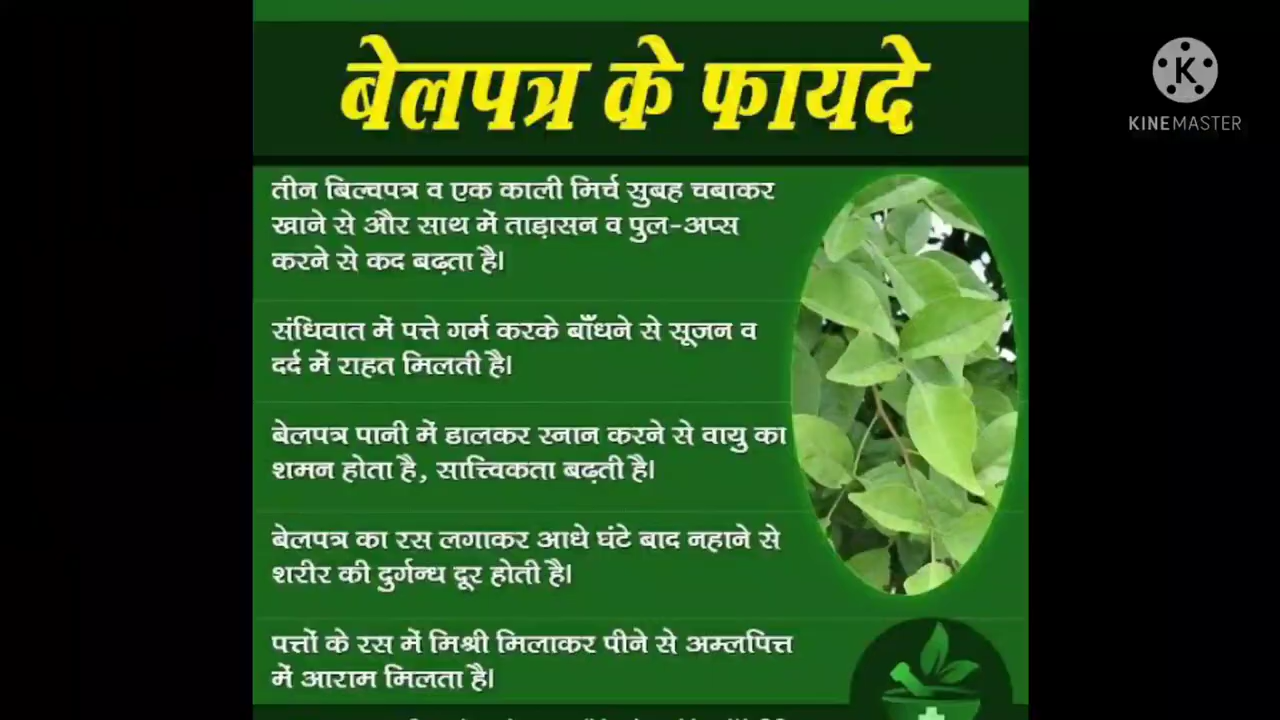 बेलपत्र के फायदे
KINEMASTER
तीन बिल्वपत्र व एक काली मिर्च सुबह चबाकर
खाने से और साथ में ताड़ासन व पुल-अप्स
करने से कद बढ़ता है।
संधिवात में पत्ते गर्म करके बाँधने से सूजन व
दर्द में राहत मिलती है।
बेलपत्र पानी में डालकर स्नान करने से वायु का
शमन होता है, सात्त्विकता बढ़ती है।
बेलपत्र का रस लगाकर आधे घंटे बाद नहाने से
शरीर की दुर्गन्ध दूर होती है।
पत्तों के रस में मिश्री मिलाकर पीने से अम्लपित्त
में आराम मिलता है।